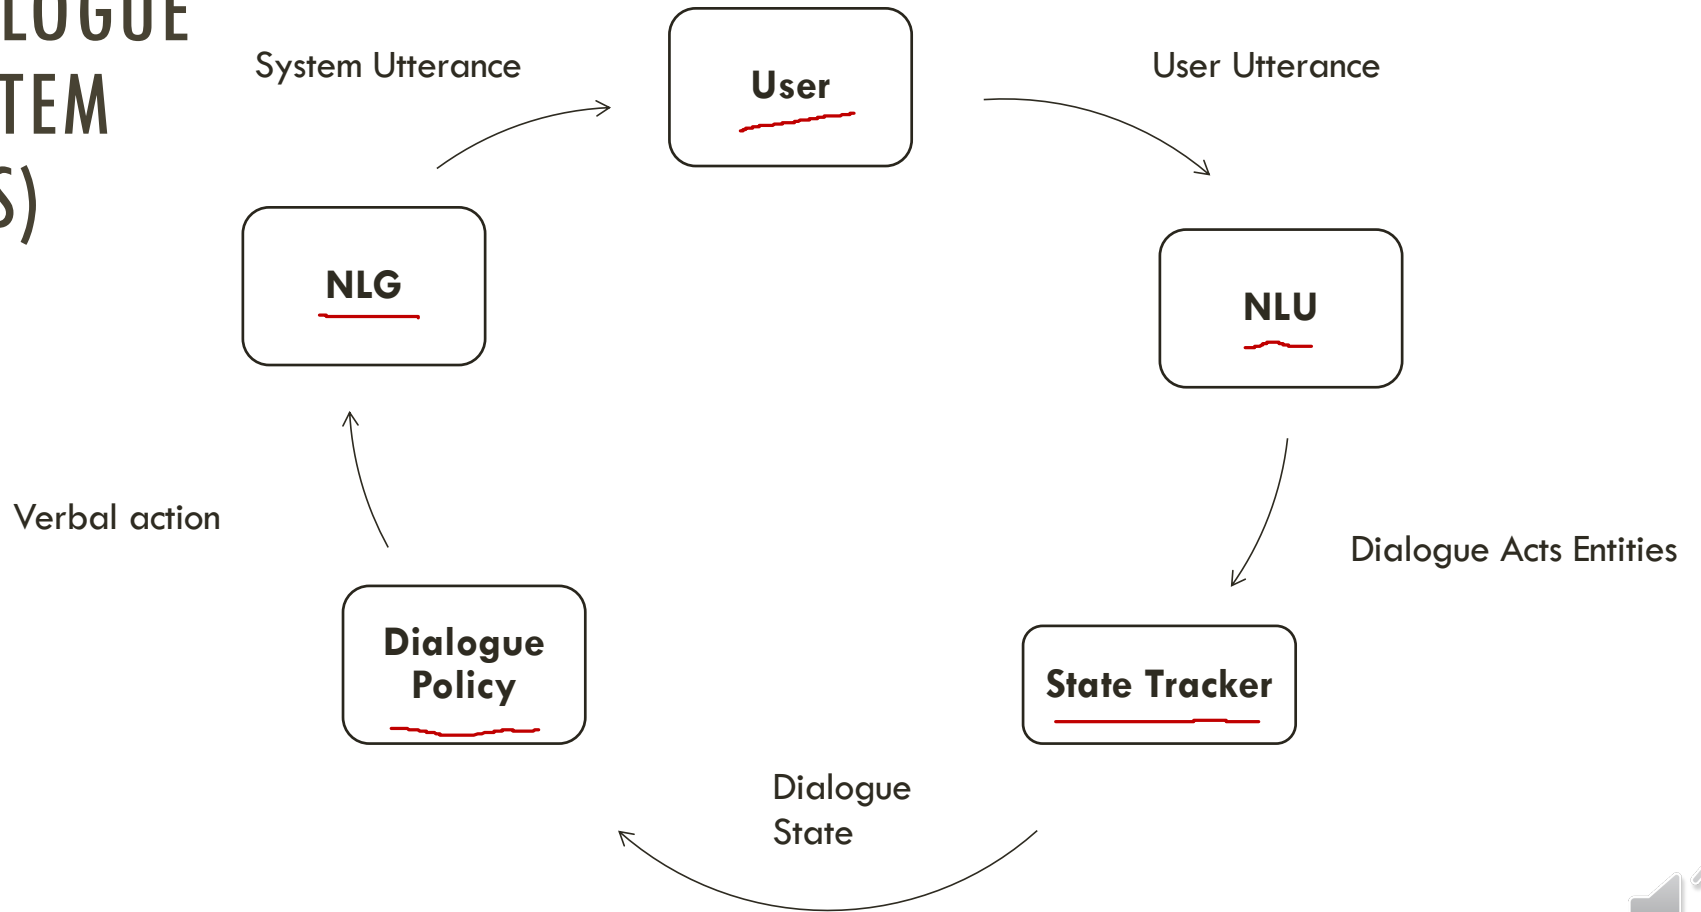 LOGUE
TEM
S)
System Utterance
User
User Utterance
NLG
NLU
Verbal action
Dialogue Acts Entities
Dialogue
Policy
State Tracker
Dialogue
State